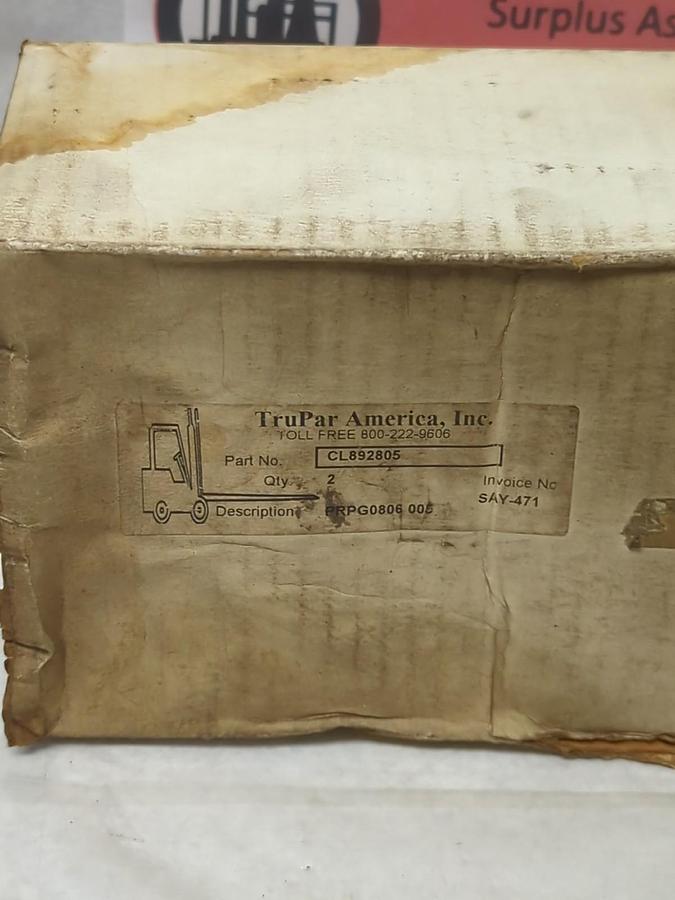 Surplus As
TruPar America, Inc.
TOLL FREE 800-222-9606
Part No. CL892805
Qty. 2
Invoice No
SAY-471
Description PRPG0806 005